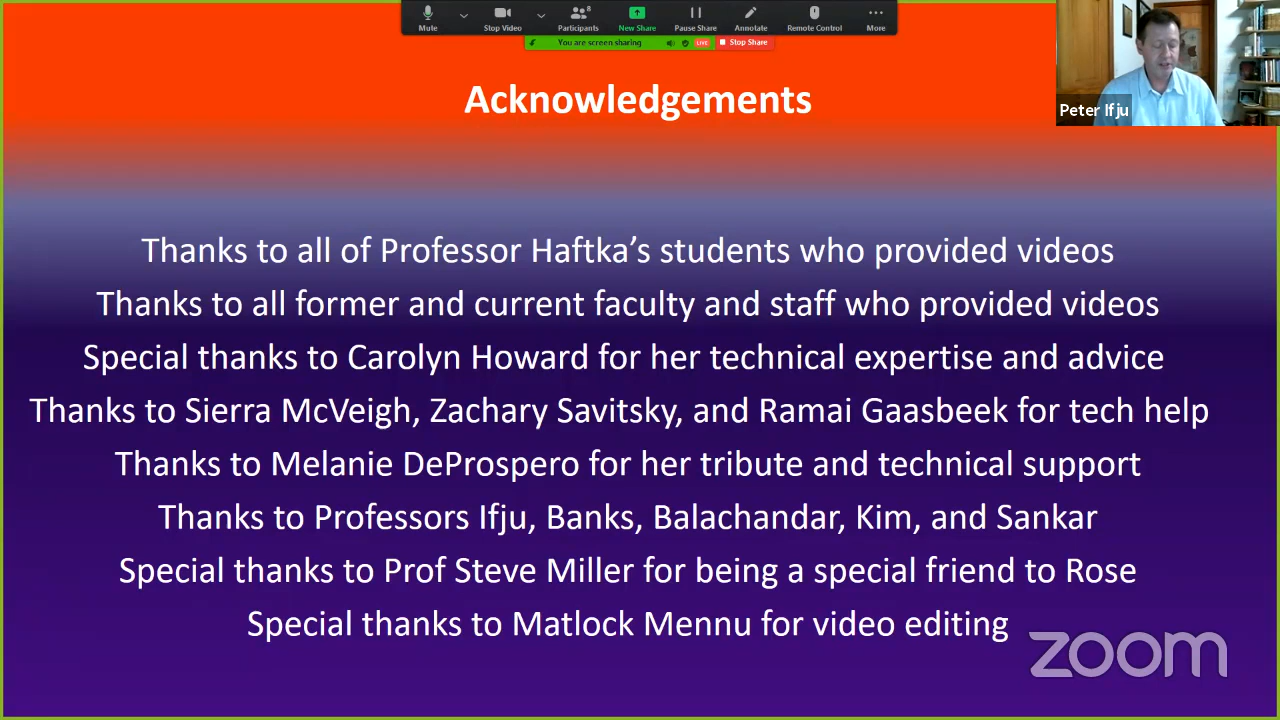 8
Mute
Stop Video
Participants
New Share
Pause Share
Annotate
Remote Control
More
You are screen sharing
LIVE
Stop Share
Peter Ifju
Acknowledgements
Thanks to all of Professor Haftka’s students who provided videos
Thanks to all former and current faculty and staff who provided videos
Special thanks to Carolyn Howard for her technical expertise and advice
Thanks to Sierra McVeigh, Zachary Savitsky, and Ramai Gaasbeek for tech help
Thanks to Melanie DeProspero for her tribute and technical support
Thanks to Professors Ifju, Banks, Balachandar, Kim, and Sankar
Special thanks to Prof Steve Miller for being a special friend to Rose
Special thanks to Matlock Mennu for video editing
zoom